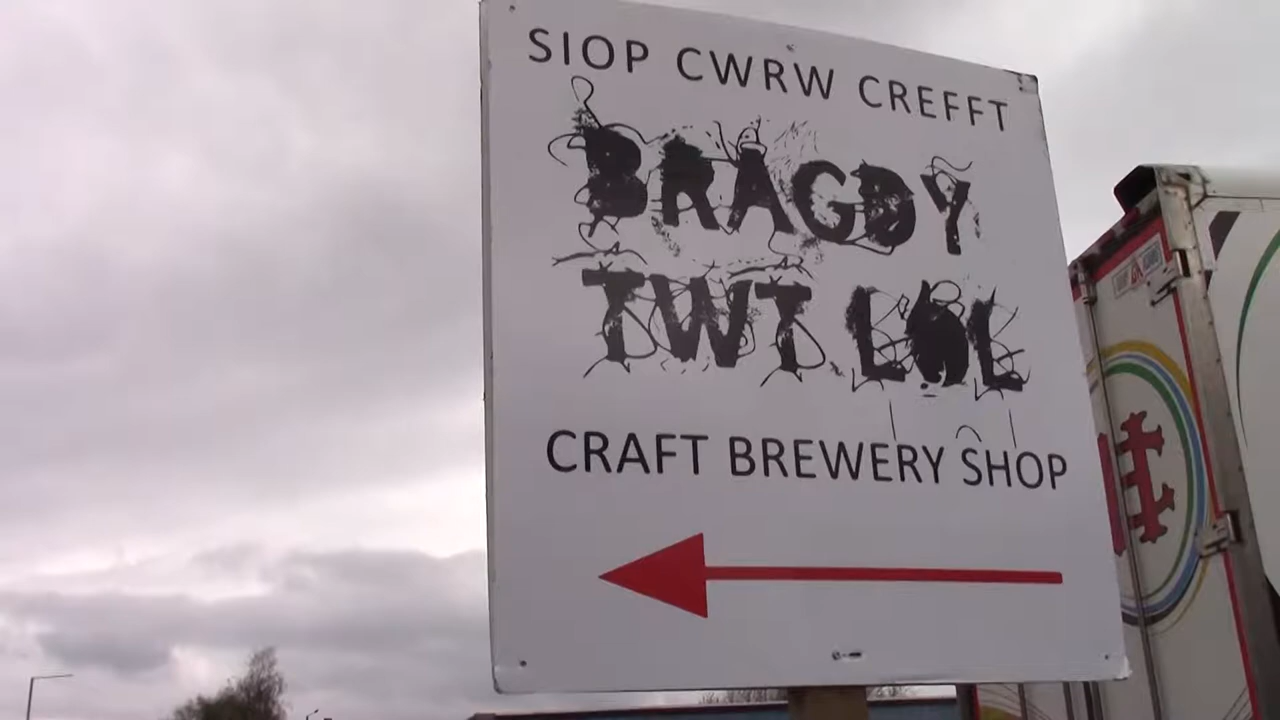 SIOP CWRW CREFFT
BRAGDY
TWT LOL
CRAFT BREWERY SHOP